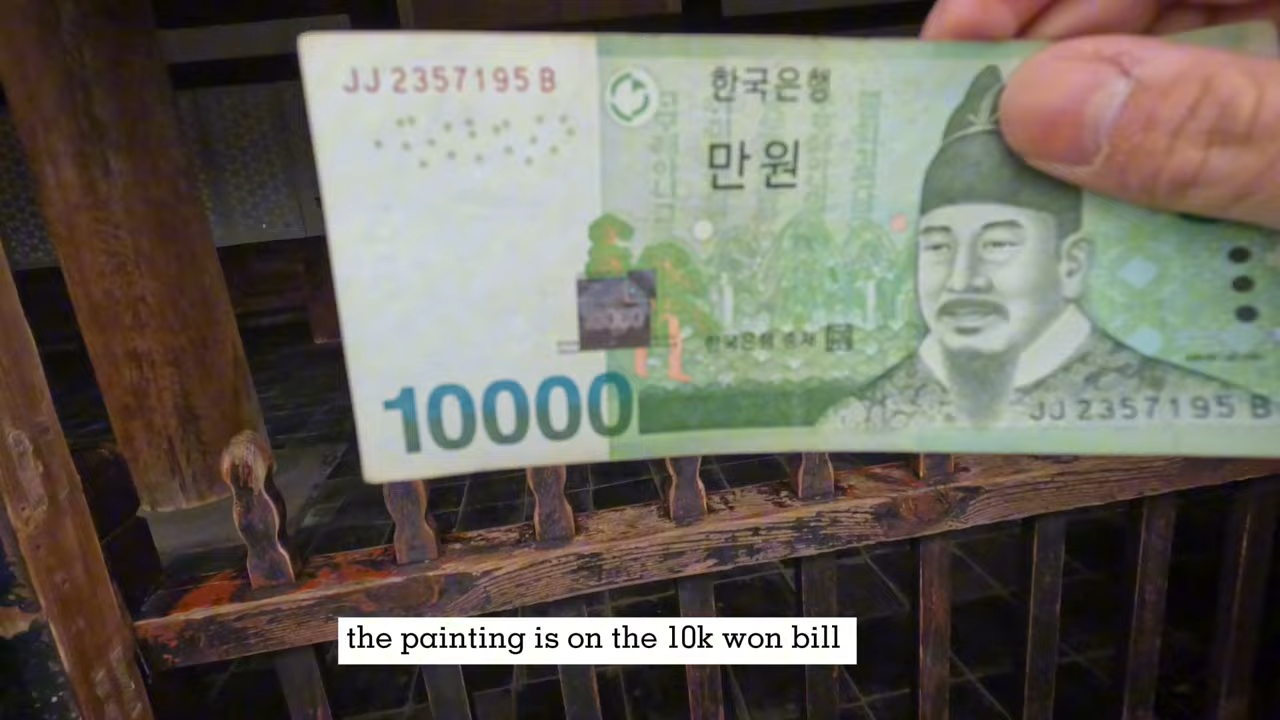 JJ 2357195 B
한국은행
만원
한국은행 총재
10000
JJ 2357195 B
the painting is on the 10k won bill